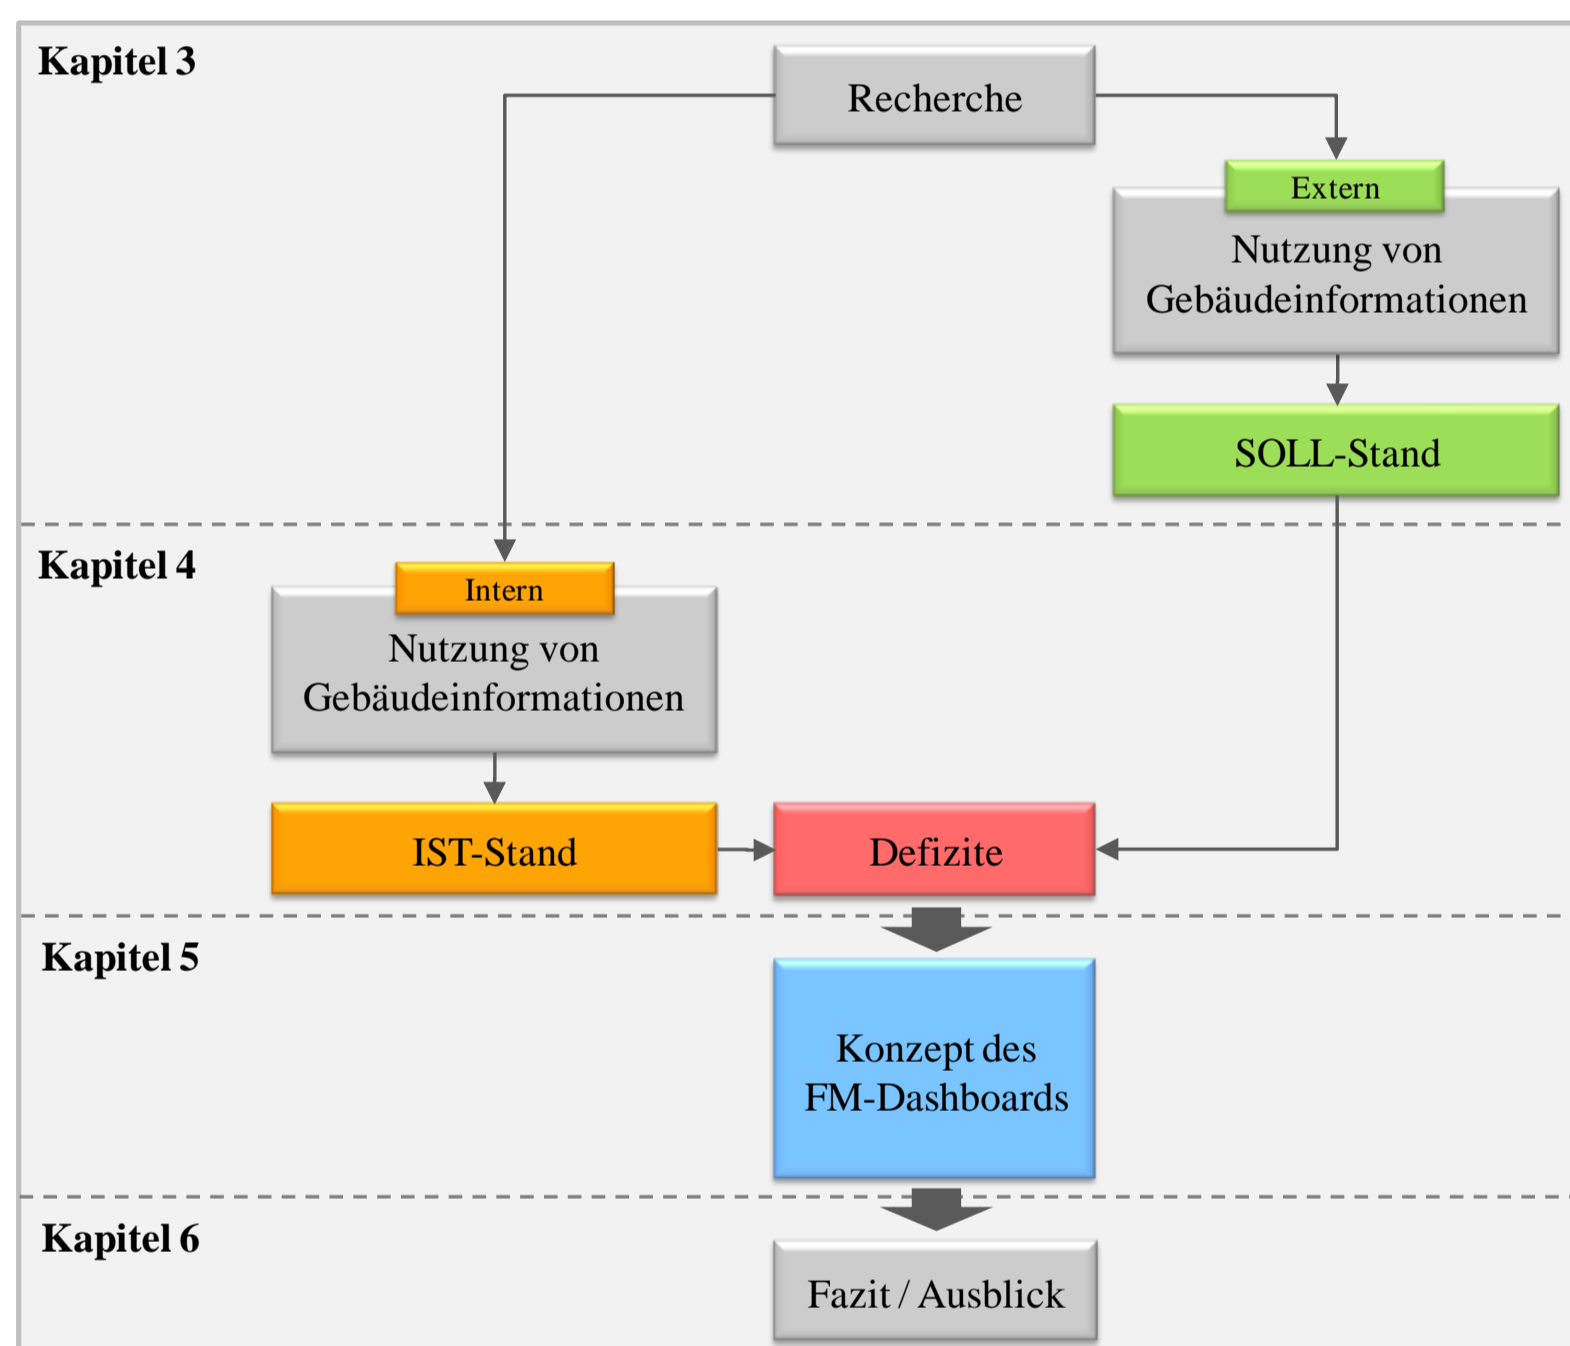 Kapitel 3
Recherche
Extern
Nutzung von
Gebäudeinformationen
SOLL-Stand
Kapitel 4
Intern
Nutzung von
Gebäudeinformationen
IST-Stand
Defizite
Kapitel 5
Konzept des
FM-Dashboards
Kapitel 6
Fazit / Ausblick